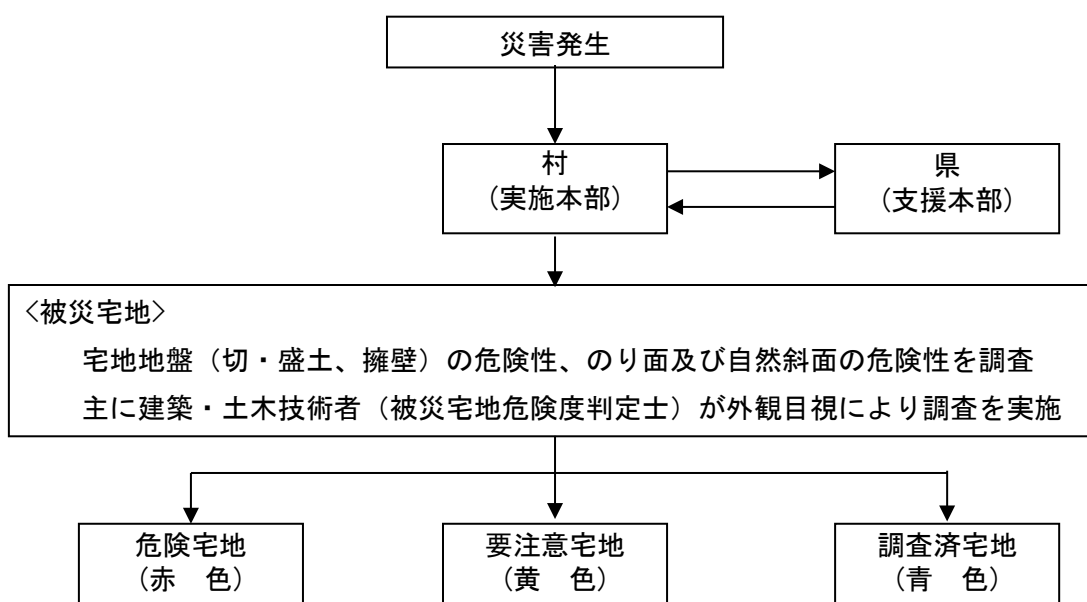 災害発生
村
（実施本部）
県
（支援本部）
<被災宅地>
宅地地盤（切・盛土、擁壁）の危険性、のり面及び自然斜面の危険性を調査
主に建築・土木技術者（被災宅地危険度判定士）が外観目視により調査を実施
危険宅地
（赤　色）
要注意宅地
（黄　色）
調査済宅地
（青　色）